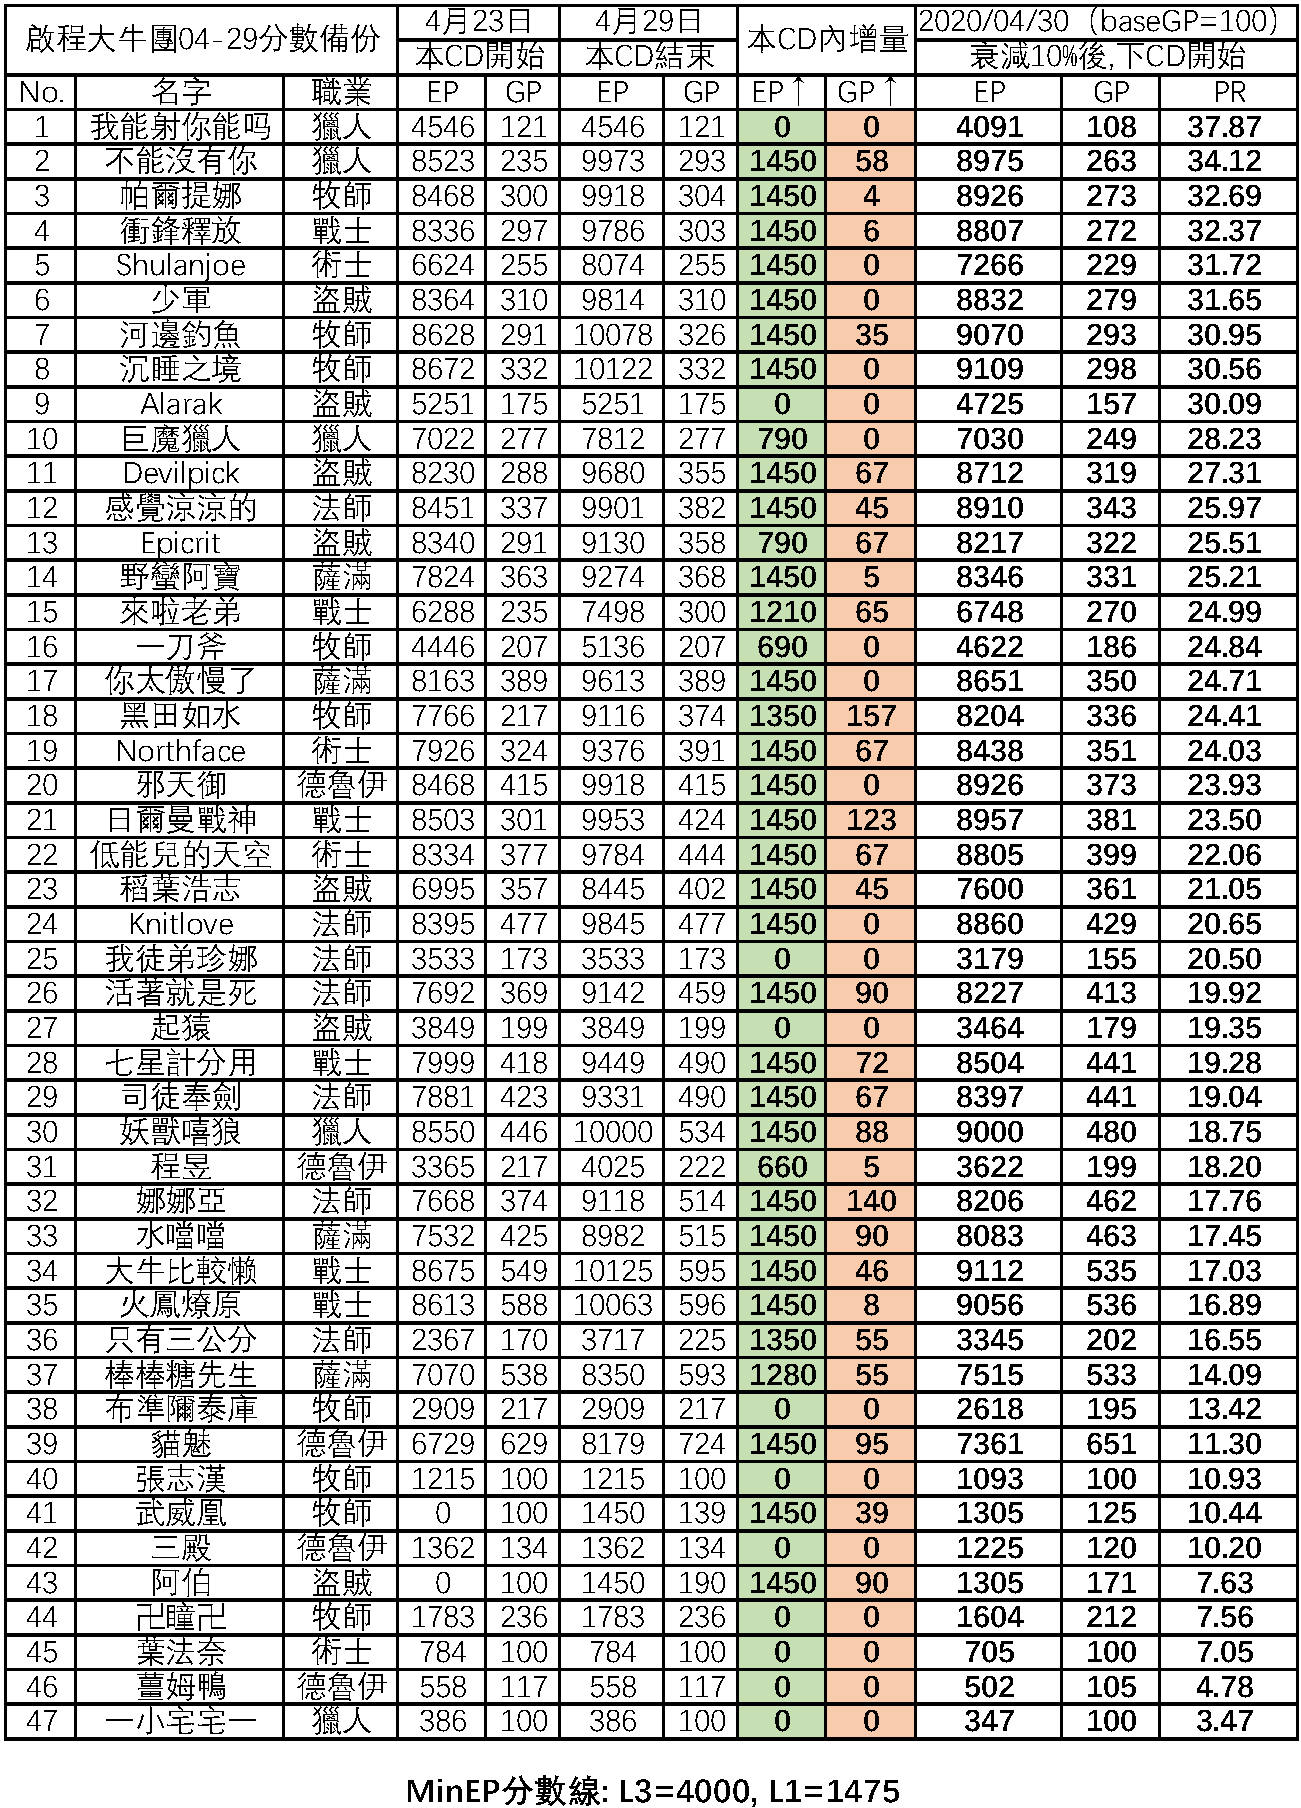 啟程大牛團04-29分數備份 4月23日 4月29日 本CD內增量 2020/04/30（baseGP=100）
本CD開始 本CD結束 衰減10%後,下CD開始
No. 名字 職業 EP GP EP GP EP↑ GP↑ EP GP PR
1 我能射你能吗 獵人 4546 121 4546 121 0 0 4091 108 37.87
2 不能沒有你 獵人 8523 235 9973 293 1450 58 8975 263 34.12
3 帕爾提娜 牧師 8468 300 9918 304 1450 4 8926 273 32.69
4 衝鋒釋放 戰士 8336 297 9786 303 1450 6 8807 272 32.37
5 Shulanjoe 術士 6624 255 8074 255 1450 0 7266 229 31.72
6 少軍 盜賊 8364 310 9814 310 1450 0 8832 279 31.65
7 河邊釣魚 牧師 8628 291 10078 326 1450 35 9070 293 30.95
8 沉睡之境 牧師 8672 332 10122 332 1450 0 9109 298 30.56
9 Alarak 盜賊 5251 175 5251 175 0 0 4725 157 30.09
10 巨魔獵人 獵人 7022 277 7812 277 790 0 7030 249 28.23
11 Devilpick 盜賊 8230 288 9680 355 1450 67 8712 319 27.31
12 感覺涼涼的 法師 8451 337 9901 382 1450 45 8910 343 25.97
13 Epicrit 盜賊 8340 291 9130 358 790 67 8217 322 25.51
14 野蠻阿寶 薩滿 7824 363 9274 368 1450 5 8346 331 25.21
15 來啦老弟 戰士 6288 235 7498 300 1210 65 6748 270 24.99
16 一刀斧 牧師 4446 207 5136 207 690 0 4622 186 24.84
17 你太傲慢了 薩滿 8163 389 9613 389 1450 0 8651 350 24.71
18 黑田如水 牧師 7766 217 9116 374 1350 157 8204 336 24.41
19 Northface 術士 7926 324 9376 391 1450 67 8438 351 24.03
20 邪天御 德魯伊 8468 415 9918 415 1450 0 8926 373 23.93
21 日爾曼戰神 戰士 8503 301 9953 424 1450 123 8957 381 23.50
22 低能兒的天空 術士 8334 377 9784 444 1450 67 8805 399 22.06
23 稻葉浩志 盜賊 6995 357 8445 402 1450 45 7600 361 21.05
24 Knitlove 法師 8395 477 9845 477 1450 0 8860 429 20.65
25 我徒弟珍娜 法師 3533 173 3533 173 0 0 3179 155 20.50
26 活著就是死 法師 7692 369 9142 459 1450 90 8227 413 19.92
27 起猿 盜賊 3849 199 3849 199 0 0 3464 179 19.35
28 七星計分用 戰士 7999 418 9449 490 1450 72 8504 441 19.28
29 司徒奉劍 法師 7881 423 9331 490 1450 67 8397 441 19.04
30 妖獸嘻狼 獵人 8550 446 10000 534 1450 88 9000 480 18.75
31 程昱 德魯伊 3365 217 4025 222 660 5 3622 199 18.20
32 娜娜亞 法師 7668 374 9118 514 1450 140 8206 462 17.76
33 水噹噹 薩滿 7532 425 8982 515 1450 90 8083 463 17.45
34 大牛比較懶 戰士 8675 549 10125 595 1450 46 9112 535 17.03
35 火鳳燎原 戰士 8613 588 10063 596 1450 8 9056 536 16.89
36 只有三公分 法師 2367 170 3717 225 1350 55 3345 202 16.55
37 棒棒糖先生 薩滿 7070 538 8350 593 1280 55 7515 533 14.09
38 布準隬泰庫 牧師 2909 217 2909 217 0 0 2618 195 13.42
39 貓魅 德魯伊 6729 629 8179 724 1450 95 7361 651 11.30
40 張志漢 牧師 1215 100 1215 100 0 0 1093 100 10.93
41 武威凰 牧師 0 100 1450 139 1450 39 1305 125 10.44
42 三殿 德魯伊 1362 134 1362 134 0 0 1225 120 10.20
43 阿伯 盜賊 0 100 1450 190 1450 90 1305 171 7.63
44 卍瞳卍 牧師 1783 236 1783 236 0 0 1604 212 7.56
45 葉法奈 術士 784 100 784 100 0 0 705 100 7.05
46 薑姆鴨 德魯伊 558 117 558 117 0 0 502 105 4.78
47 一小宅宅一 獵人 386 100 386 100 0 0 347 100 3.47
MinEP分數線: L3=4000, L1=1475